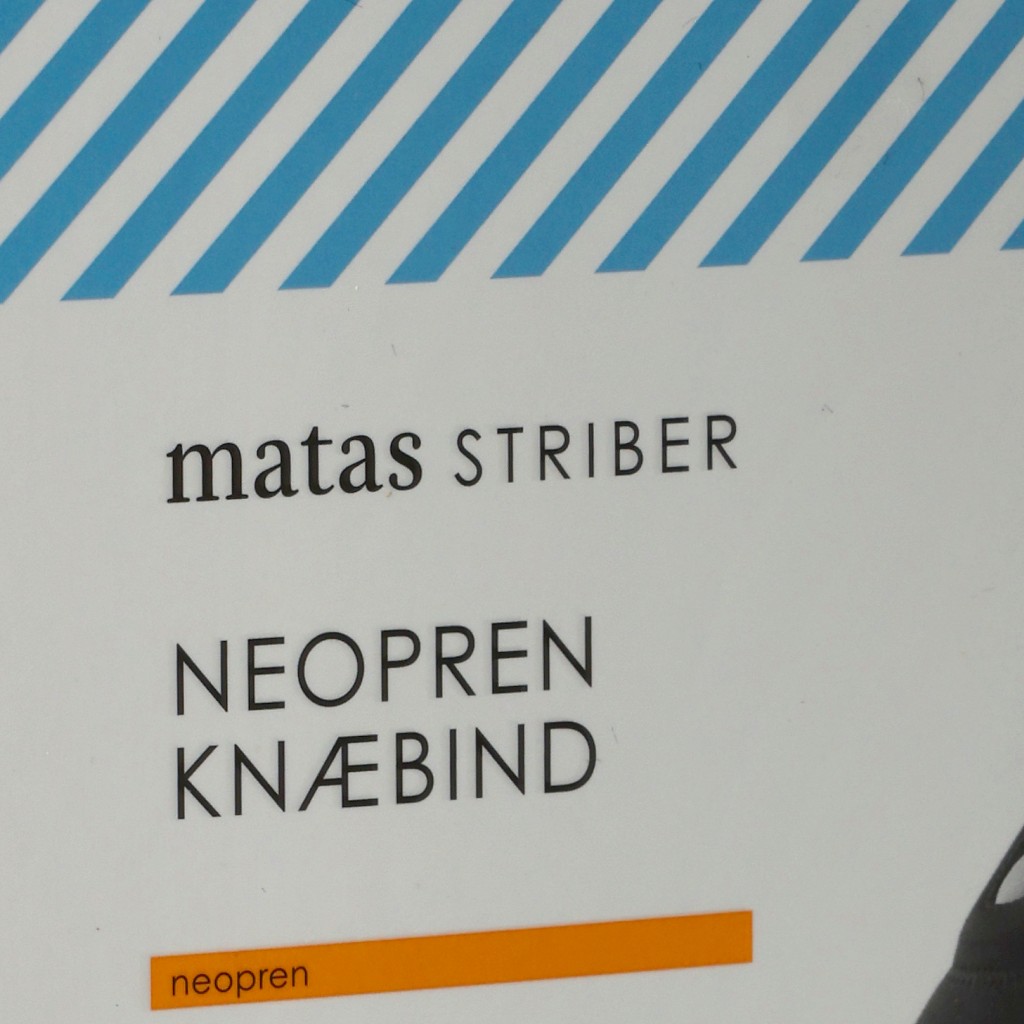 matas STRIBER
NEOPREN
KNÆBIND
neopren